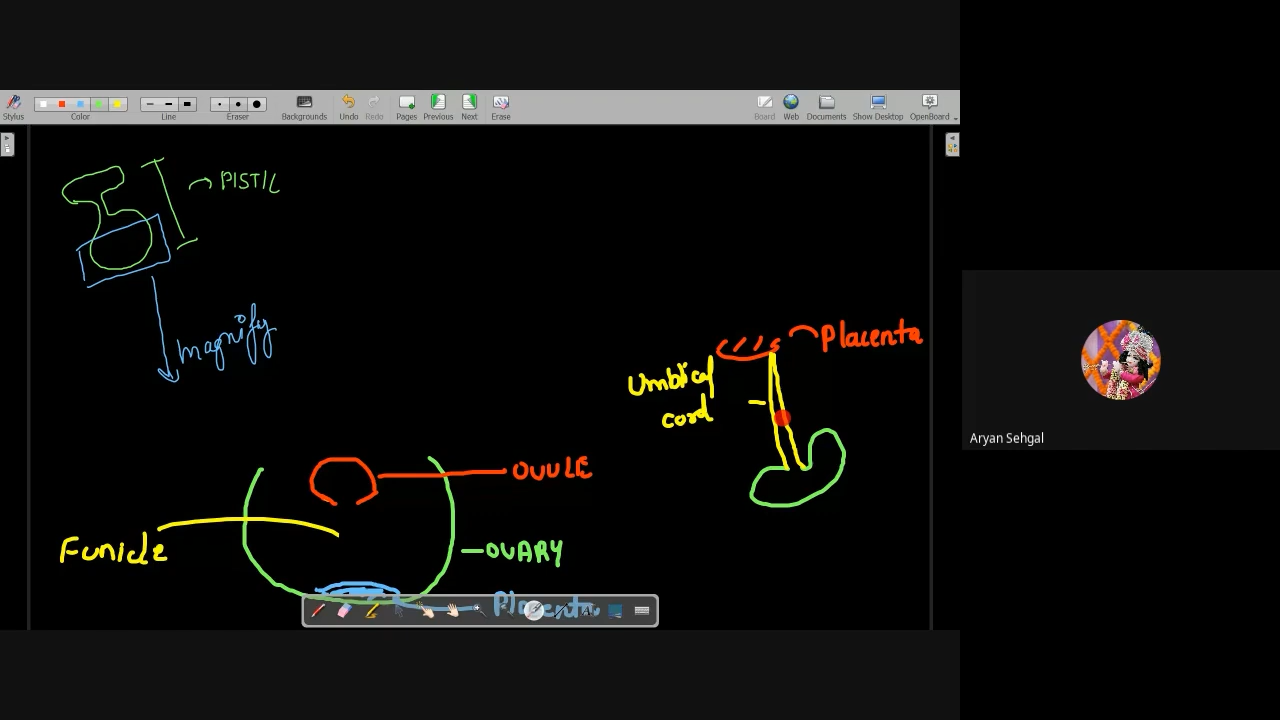 Stylus
Color
Line
Eraser
Backgrounds
Undo
Redo
Pages
Previous
Next
Erase
Board
Web
Documents
Show Desktop
OpenBoard
PISTIL
magnify
Placenta
Umblical
cord
OVULE
Funicle
OVARY
Placenta
Aryan Sehgal